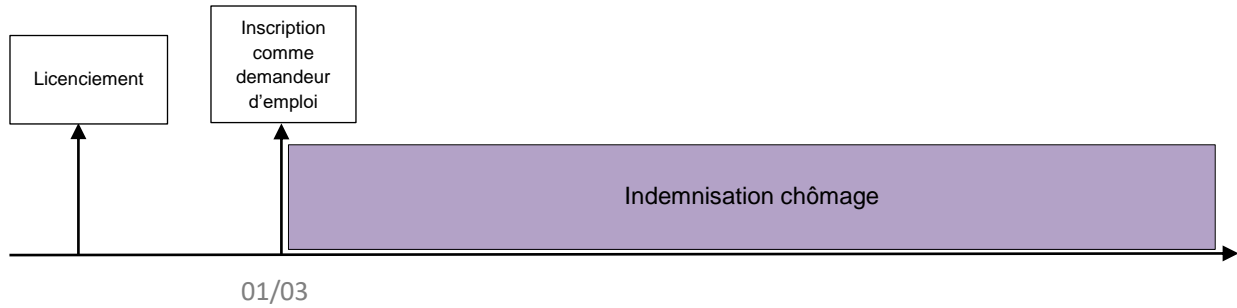 Licenciement
Inscription
comme
demandeur
d'emploi
Indemnisation chômage
01/03